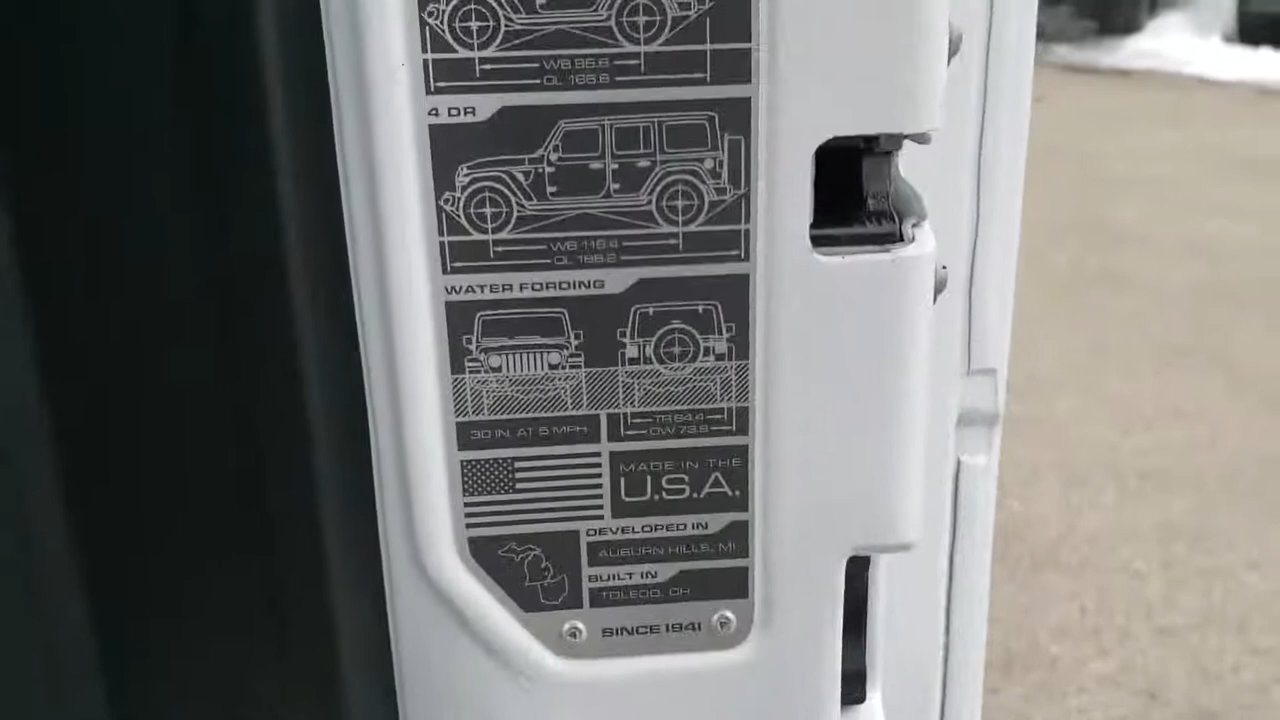 WB 96.8
OL 166.8
4 DR
WB 118.4
OL 188.2
WATER FORDING
30 IN. AT 5 MPH
TR 64.4
OW 73.9
MADE IN THE
U.S.A.
DEVELOPED IN
AUBURN HILLS, MI
BUILT IN
TOLEDO, OH
SINCE 1941